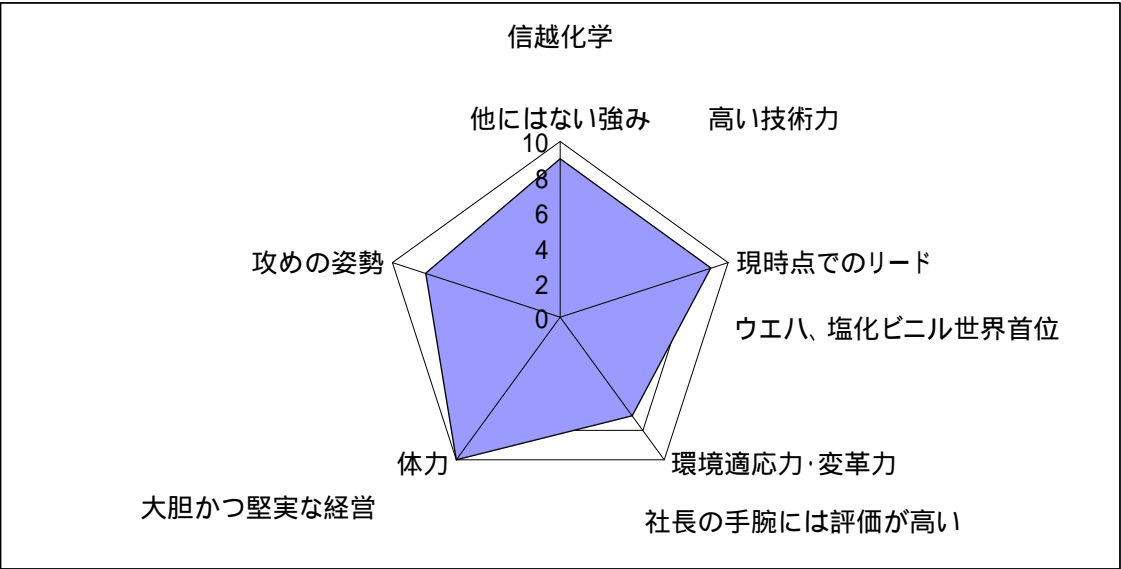 信越化学
他にはない強み 高い技術力
10
8
6
4
2
0
攻めの姿勢
現時点でのリード
ウエハ、塩化ビニル世界首位
体力
環境適応力・変革力
大胆かつ堅実な経営
社長の手腕には評価が高い